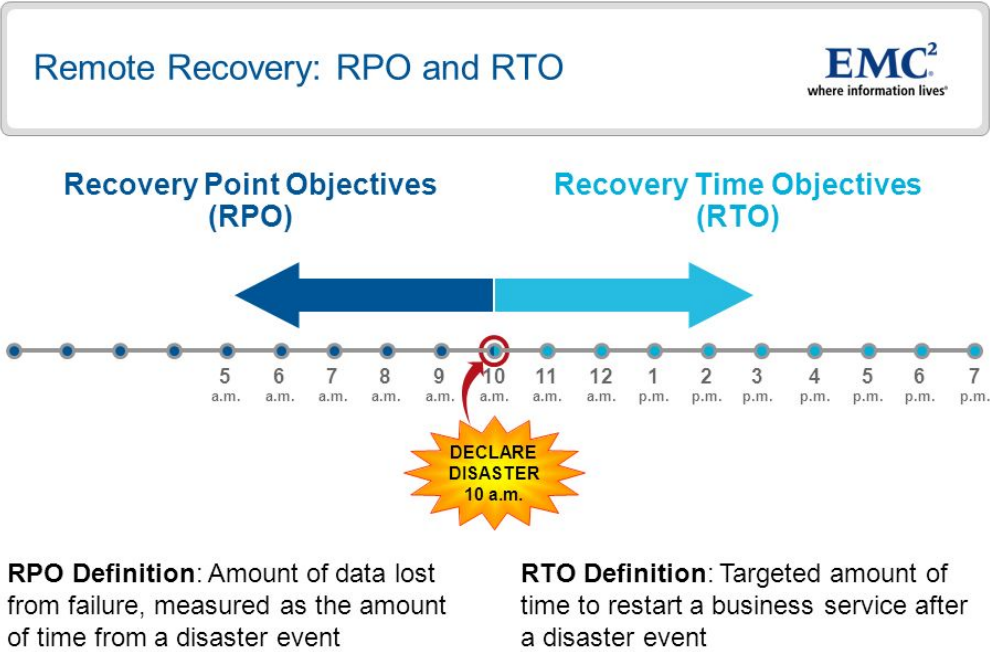 Remote Recovery: RPO and RTO
EMC²
where information lives®
Recovery Point Objectives
(RPO)
Recovery Time Objectives
(RTO)
5 6 7 8 9 10 11 12 1 2 3 4 5 6 7
a.m. a.m. a.m. a.m. a.m. a.m. a.m. a.m. p.m. p.m. p.m. p.m. p.m. p.m. p.m.
DECLARE
DISASTER
10 a.m.
RPO Definition: Amount of data lost
from failure, measured as the amount
of time from a disaster event
RTO Definition: Targeted amount of
time to restart a business service after
a disaster event